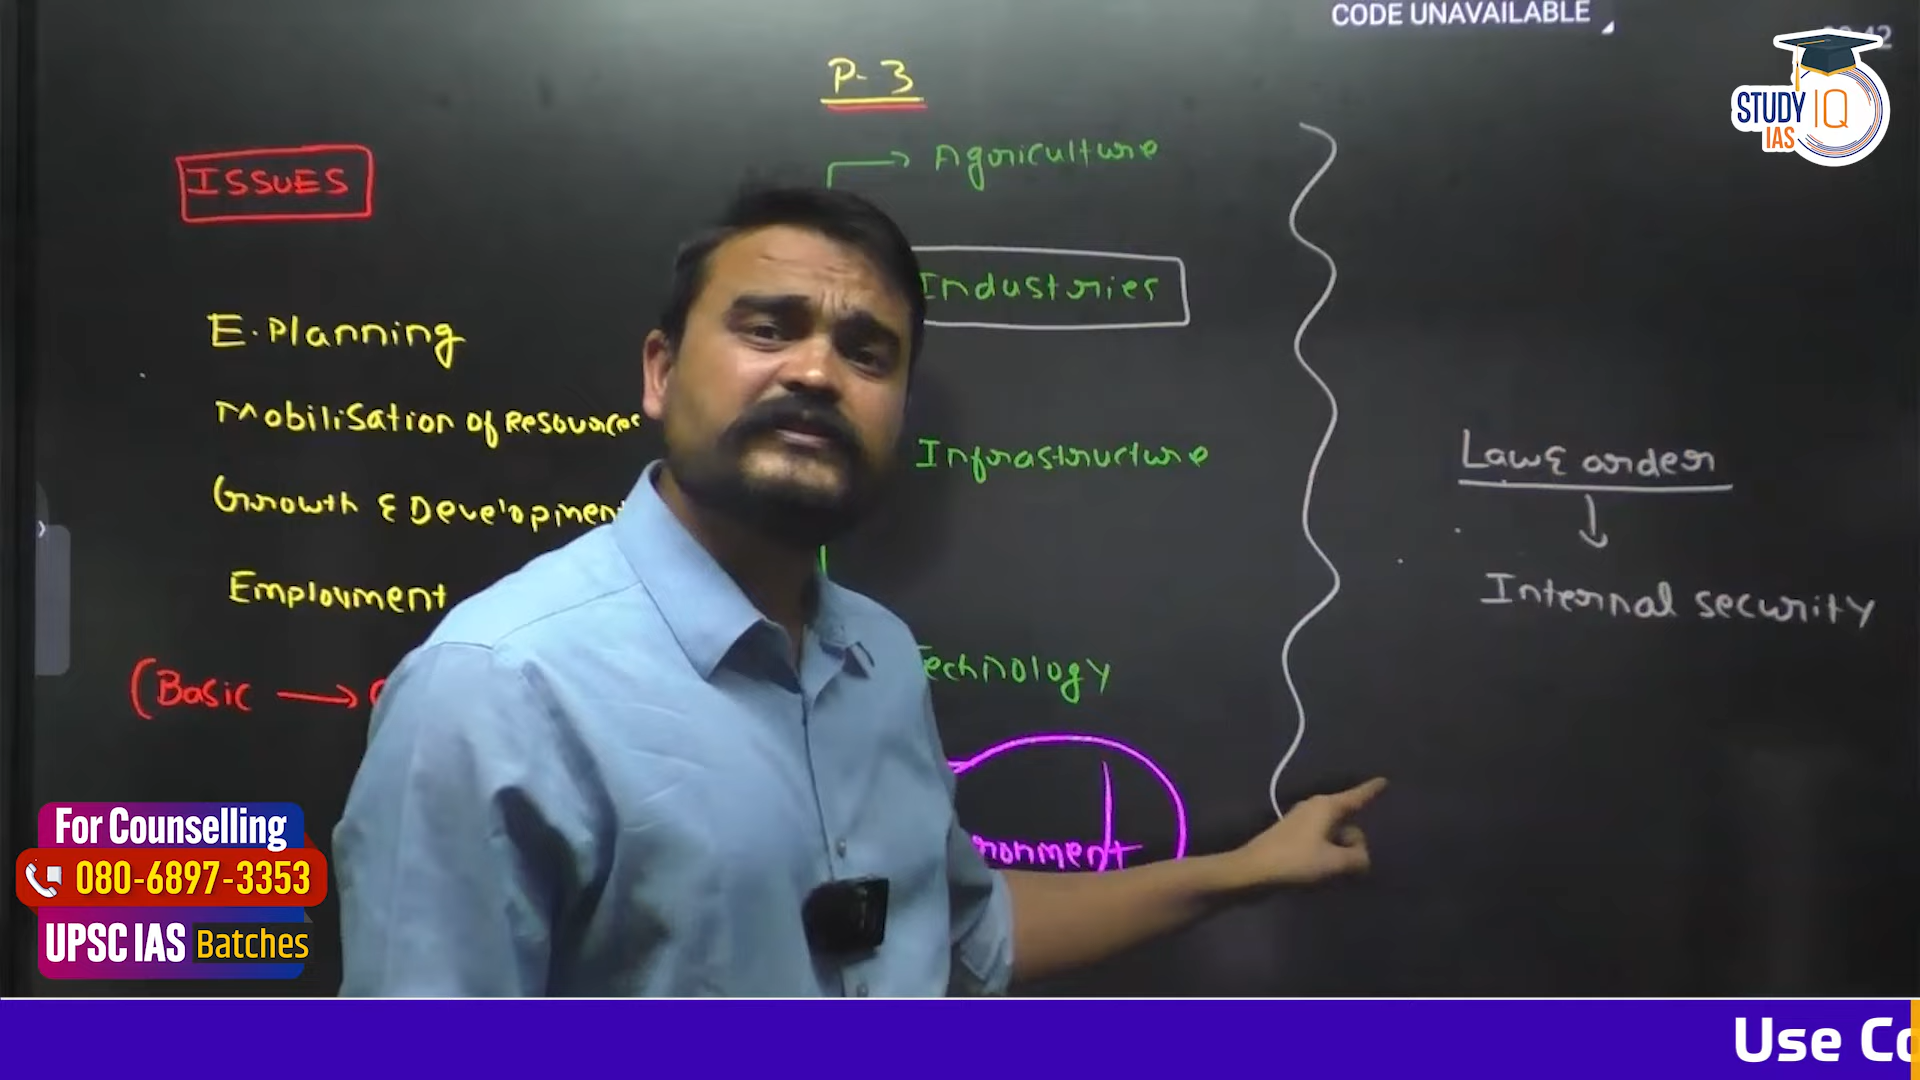 CODE UNAVAILABLE
STUDY IQ
IAS
P-3
ISSUES
Agriculture
Industries
E. Planning
Mobilisation of Resources
Infrastructure
Law & order
Growth & Development
Internal security
Employment
Technology
(Basic →
ronment
For Counselling
080-6897-3353
UPSC IAS Batches
Use Co